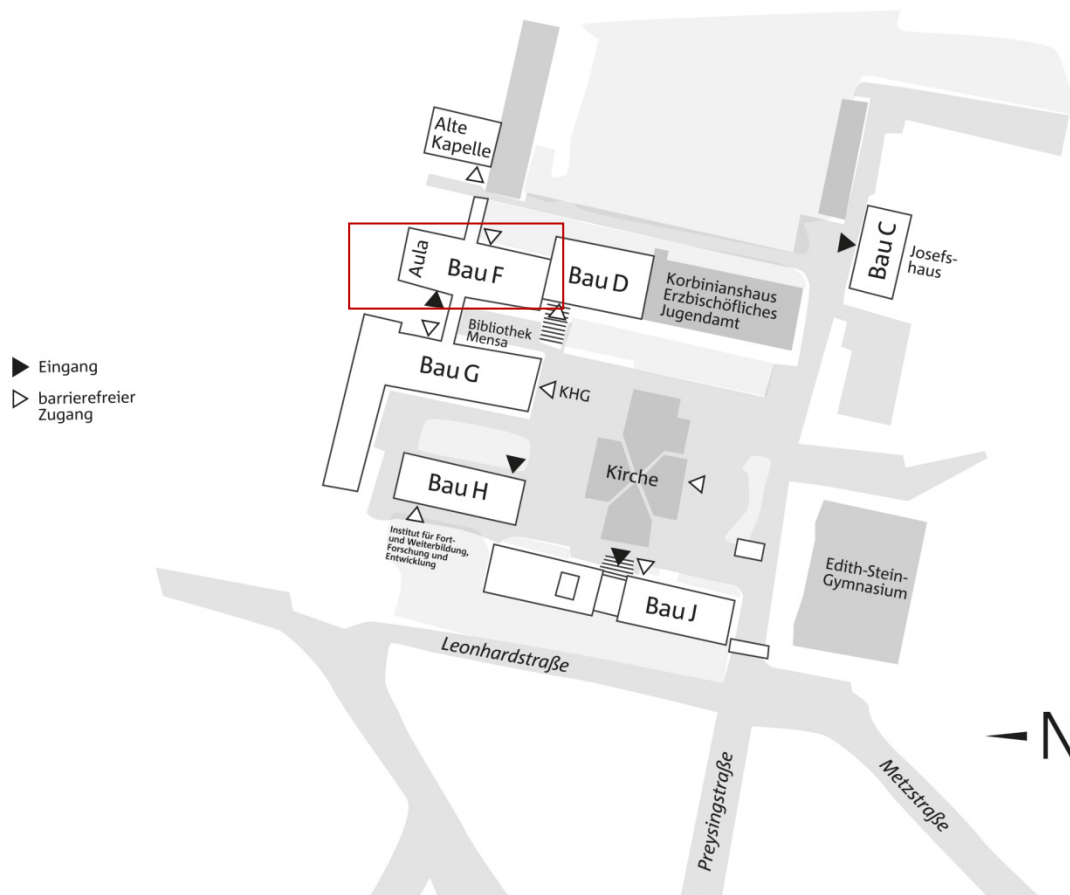 Alte
Kapelle
Aula
Bau F
Bau D
Bau C
Josefs-
haus
Korbinianshaus
Erzbischöfliches
Jugendamt
Bibliothek
Mensa
Eingang
barrierefreier
Zugang
Bau G
KHG
Kirche
Bau H
Institut für Fort-
und Weiterbildung,
Forschung und
Entwicklung
Edith-Stein-
Gymnasium
Bau J
Leonhardstraße
N
Preysingstraße
Metzstraße